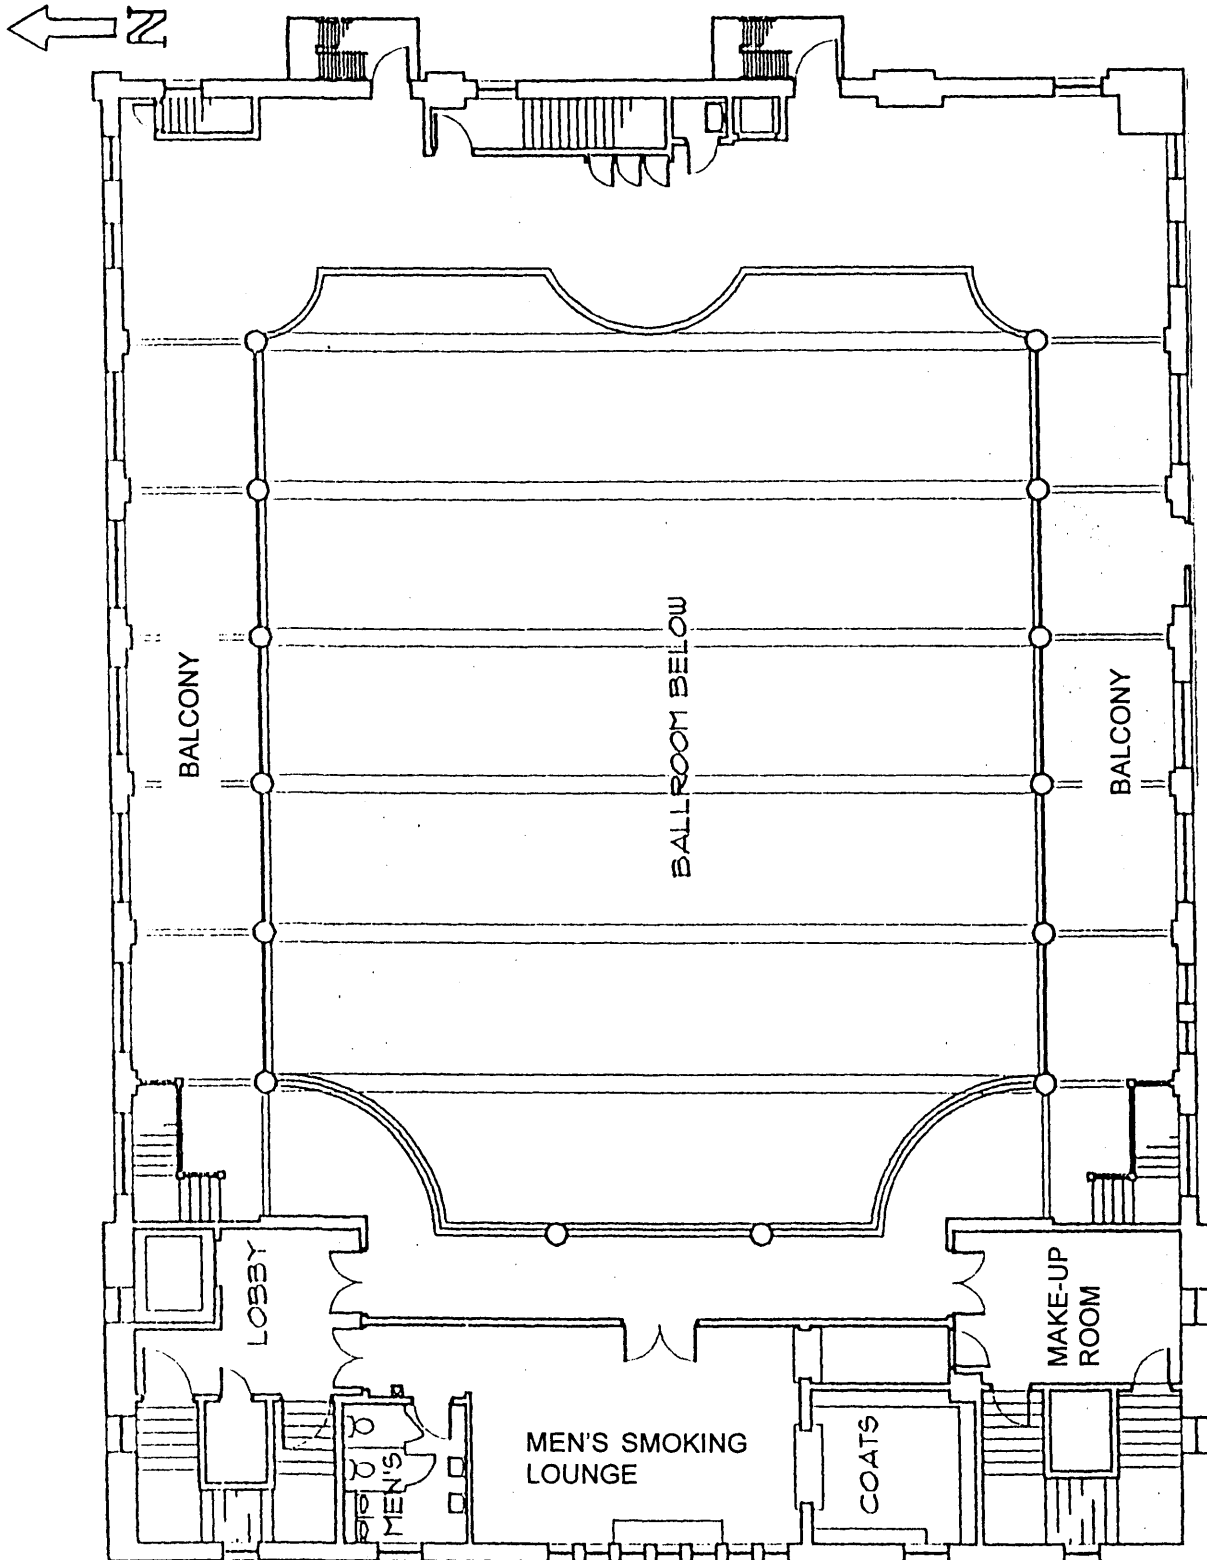 N
BALCONY
BALLROOM BELOW
BALCONY
LOBBY
MAKE-UP
ROOM
MEN'S
MEN'S SMOKING
LOUNGE
COATS